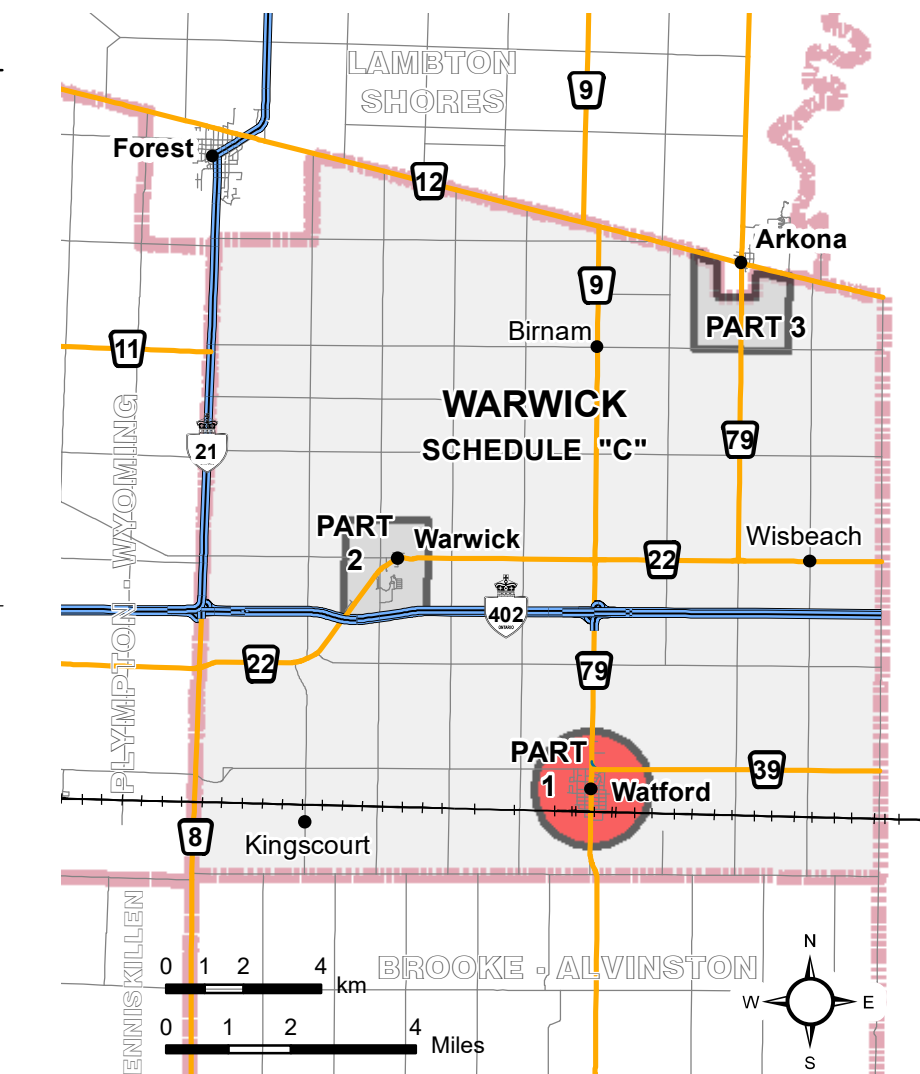 LAMBTON
SHORES
9
Forest
12
Arkona
9
PART 3
Birnam
11
WARWICK
SCHEDULE "C"
79
21
PLYMPTON - WYOMING
PART
2
Warwick
Wisbeach
22
402
ONTARIO
22
79
PART
1
39
Watford
8
Kingscourt
ENNISKILLEN
BROOKE - ALVINSTON
0 1 2 4
km
0 1 2 4
Miles
N
W E
S